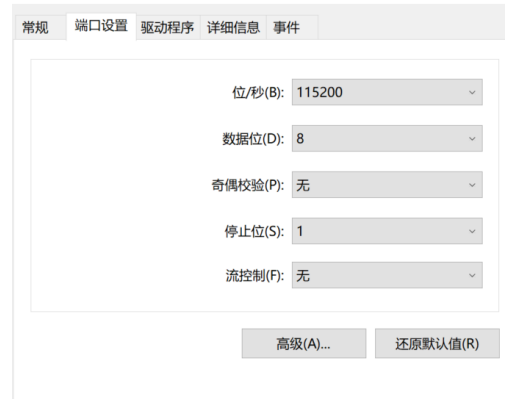 常规 端口设置 驱动程序 详细信息 事件
位/秒(B): 115200
数据位(D): 8
奇偶校验(P): 无
停止位(S): 1
流控制(F): 无
高级(A)... 还原默认值(R)